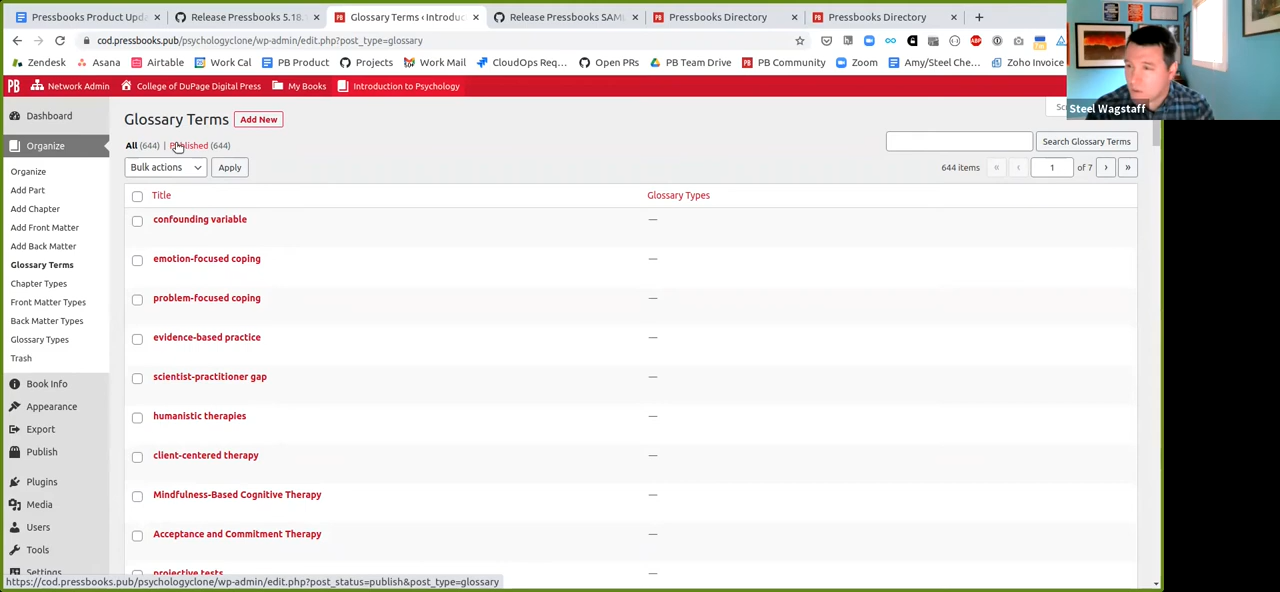 Pressbooks Product Upda
Release Pressbooks 5.18.
Glossary Terms ‹ Introduc
Release Pressbooks SAML
Pressbooks Directory
Pressbooks Directory
cod.pressbooks.pub/psychologyclone/wp-admin/edit.php?post_type=glossary
Zendesk
Asana
Airtable
Work Cal
PB Product
Projects
Work Mail
CloudOps Req...
Open PRs
PB Team Drive
PB Community
Zoom
Amy/Steel Che...
Zoho Invoice
Steel Wagstaff
Network Admin
College of DuPage Digital Press
My Books
Introduction to Psychology
Dashboard
Organize
Organize
Add Part
Add Chapter
Add Front Matter
Add Back Matter
Glossary Terms
Chapter Types
Front Matter Types
Back Matter Types
Glossary Types
Trash
Book Info
Appearance
Export
Publish
Plugins
Media
Users
Tools
Settings
Glossary Terms
Add New
All (644) | Published (644)
Search Glossary Terms
Bulk actions
Apply
644 items
« ‹ 1 of 7 › »
Title
Glossary Types
confounding variable —
emotion-focused coping —
problem-focused coping —
evidence-based practice —
scientist-practitioner gap —
humanistic therapies —
client-centered therapy —
Mindfulness-Based Cognitive Therapy —
Acceptance and Commitment Therapy —
projective tests
https://cod.pressbooks.pub/psychologyclone/wp-admin/edit.php?post_status=publish&post_type=glossary